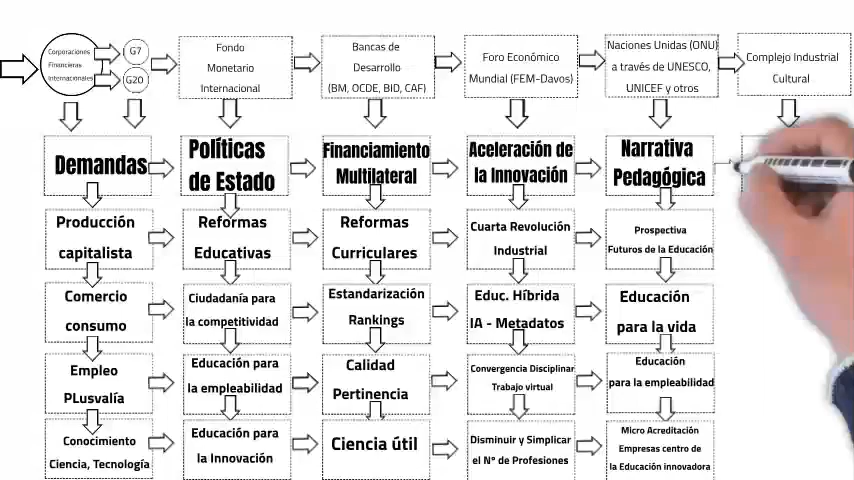 Corporaciones
Financieras
Internacionales
G7
G20
Fondo
Monetario
Internacional
Bancas de
Desarrollo
(BM, OCDE, BID, CAF)
Foro Económico
Mundial (FEM-Davos)
Naciones Unidas (ONU)
a través de UNESCO,
UNICEF y otros
Complejo Industrial
Cultural
Demandas
Políticas
de Estado
Financiamiento
Multilateral
Aceleración de
la Innovación
Narrativa
Pedagógica
Producción
capitalista
Reformas
Educativas
Reformas
Curriculares
Cuarta Revolución
Industrial
Prospectiva
Futuros de la Educación
Comercio
consumo
Ciudadanía para
la competitividad
Estandarización
Rankings
Educ. Híbrida
IA - Metadatos
Educación
para la vida
Empleo
PLusvalía
Educación para
la empleabilidad
Calidad
Pertinencia
Convergencia Disciplinar
Trabajo virtual
Educación
para la empleabilidad
Conocimiento
Ciencia, Tecnología
Educación para
la Innovación
Ciencia útil
Disminuir y Simplicar
el Nº de Profesiones
Micro Acreditación
Empresas centro de
la Educación innovadora